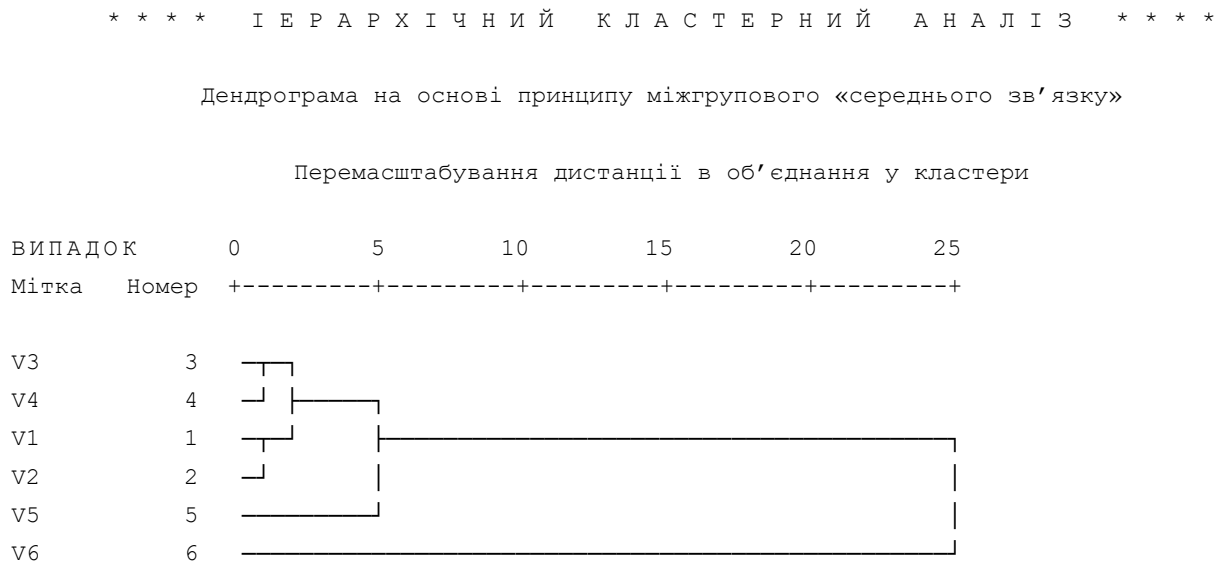 * * * * І Е Р А Р Х І Ч Н И Й К Л А С Т Е Р Н И Й А Н А Л І З * * * *
Дендрограма на основі принципу міжгрупового «середнього зв’язку»
Перемасштабування дистанції в об’єднання у кластери
ВИПАДОК 0 5 10 15 20 25
Мітка Номер +---------+---------+---------+---------+---------+
V3 3
V4 4
V1 1
V2 2
V5 5
V6 6